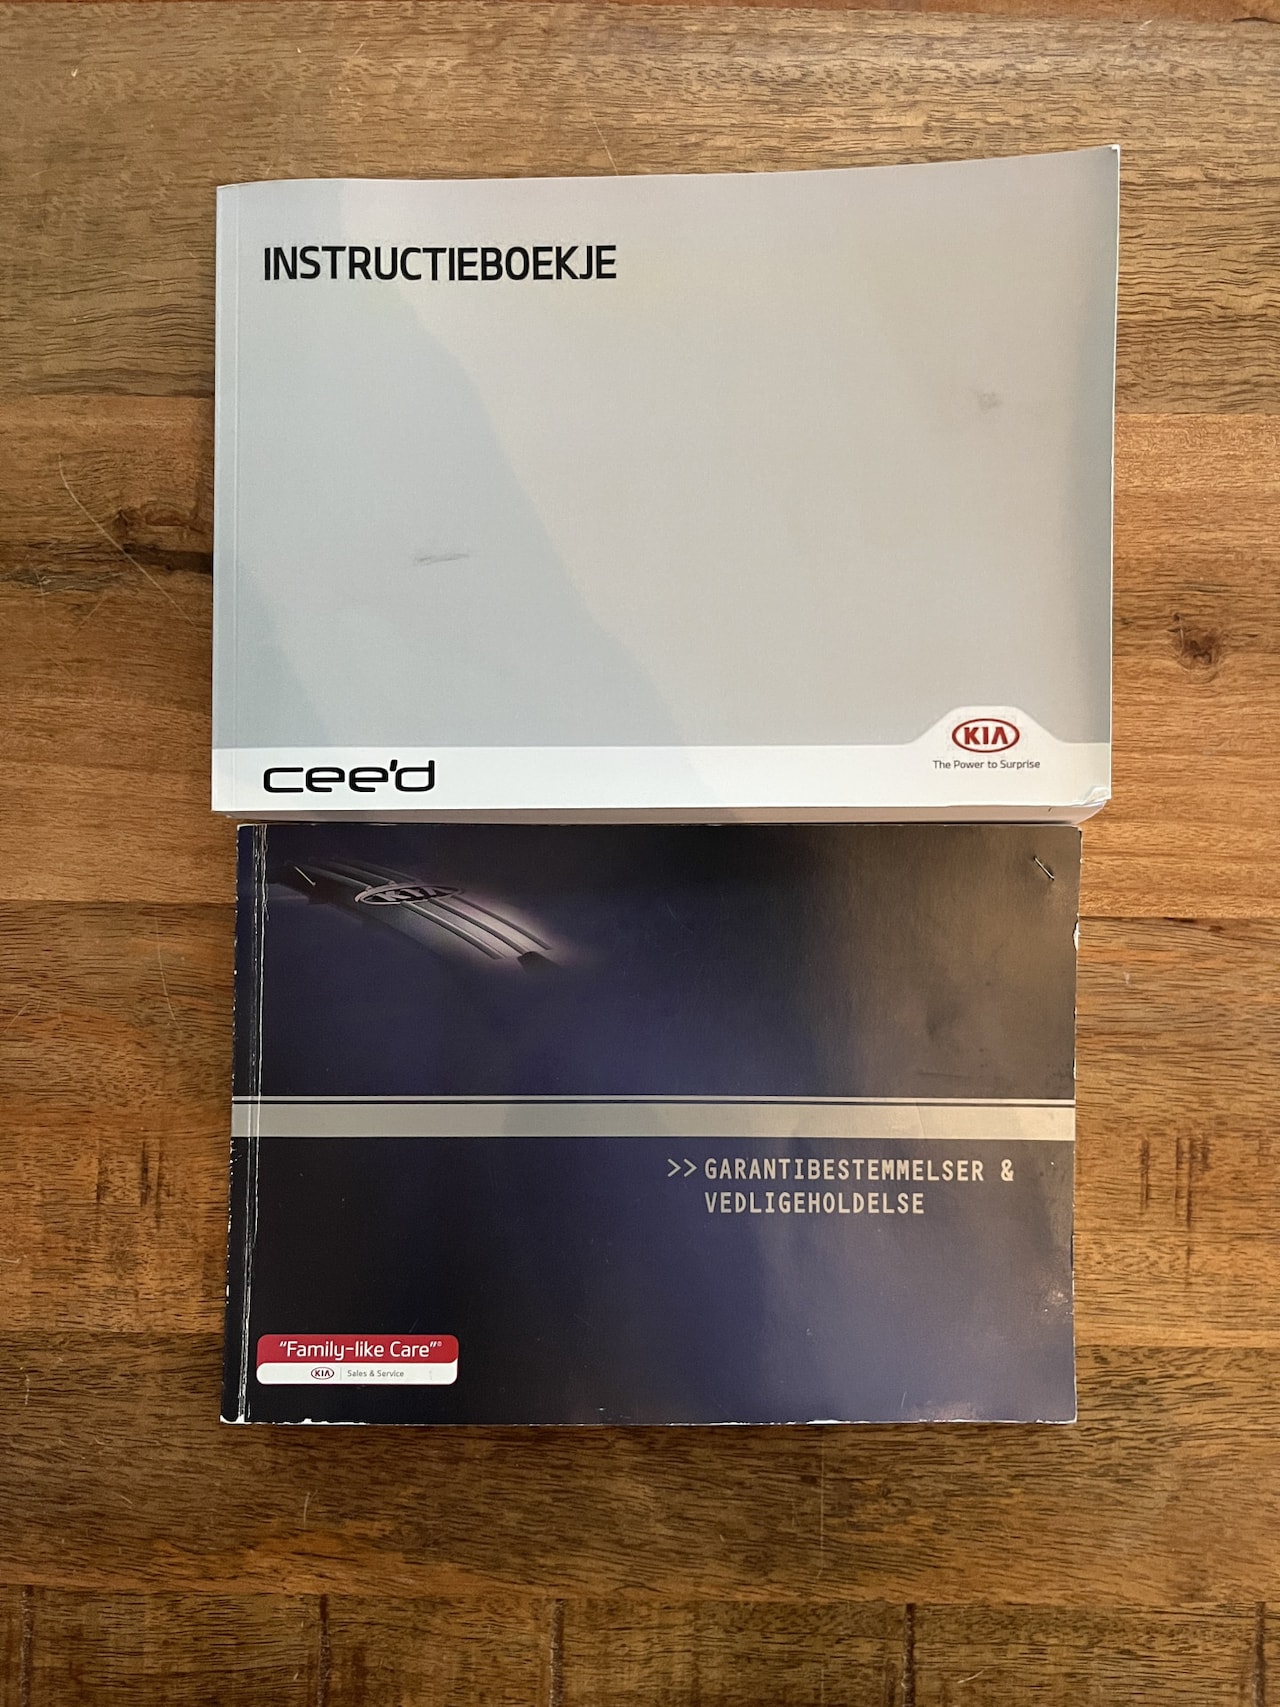 INSTRUCTIEBOEKJE
KIA
The Power to Surprise
cee'd
KIA
>> GARANTIBESTEMMELSER &
VEDLIGEHOLDELSE
"Family-like Care"®
KIA | Sales & Service